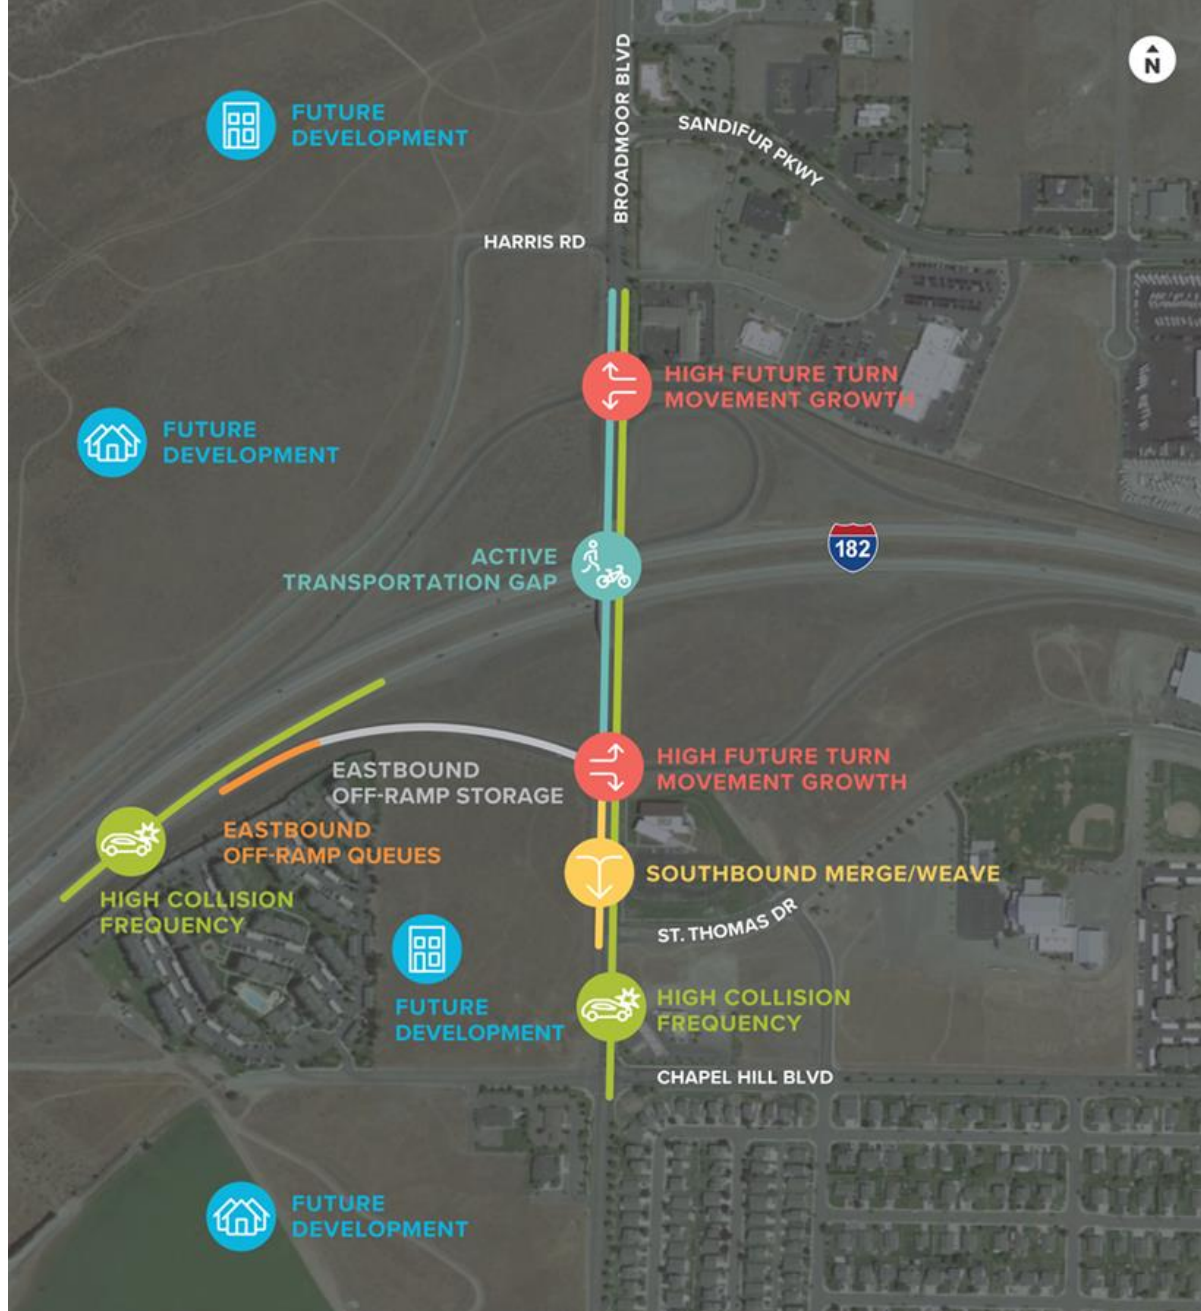 N
BROADMOOR BLVD
SANDIFUR PKWY
FUTURE
DEVELOPMENT
HARRIS RD
HIGH FUTURE TURN
MOVEMENT GROWTH
FUTURE
DEVELOPMENT
182
ACTIVE
TRANSPORTATION GAP
HIGH FUTURE TURN
MOVEMENT GROWTH
EASTBOUND
OFF-RAMP STORAGE
EASTBOUND
OFF-RAMP QUEUES
SOUTHBOUND MERGE/WEAVE
HIGH COLLISION
FREQUENCY
ST. THOMAS DR
FUTURE
DEVELOPMENT
HIGH COLLISION
FREQUENCY
CHAPEL HILL BLVD
FUTURE
DEVELOPMENT